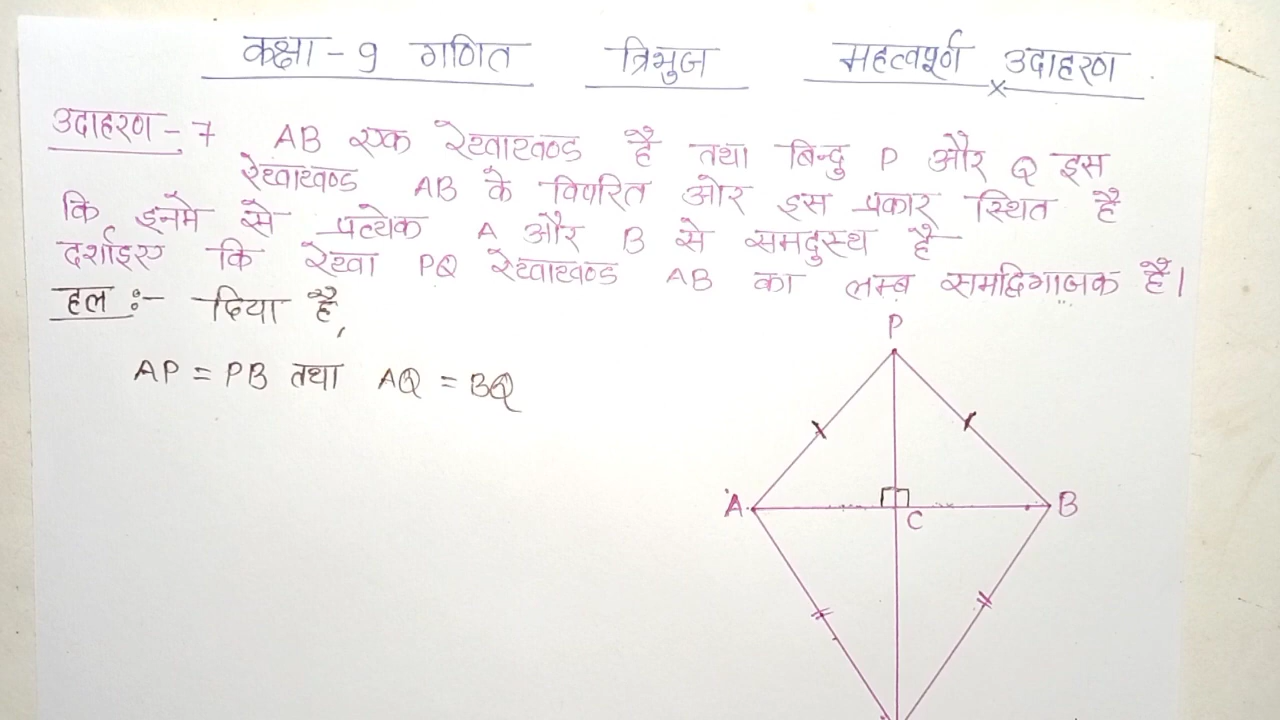 कक्षा - 9 गणित त्रिभुज महत्वपूर्ण उदाहरण
उदाहरण - 7 AB एक रेखाखण्ड है तथा बिन्दु P और Q इस
रेखाखण्ड AB के विपरित ओर इस प्रकार स्थित है
कि इनमे से प्रत्येक A और B से समदुस्थ है
दर्शाइए कि रेखा PQ रेखाखण्ड AB का लम्ब समद्विभाजक है।
हल :- दिया है,
AP = PB तथा AQ = BQ
P
A
B
C